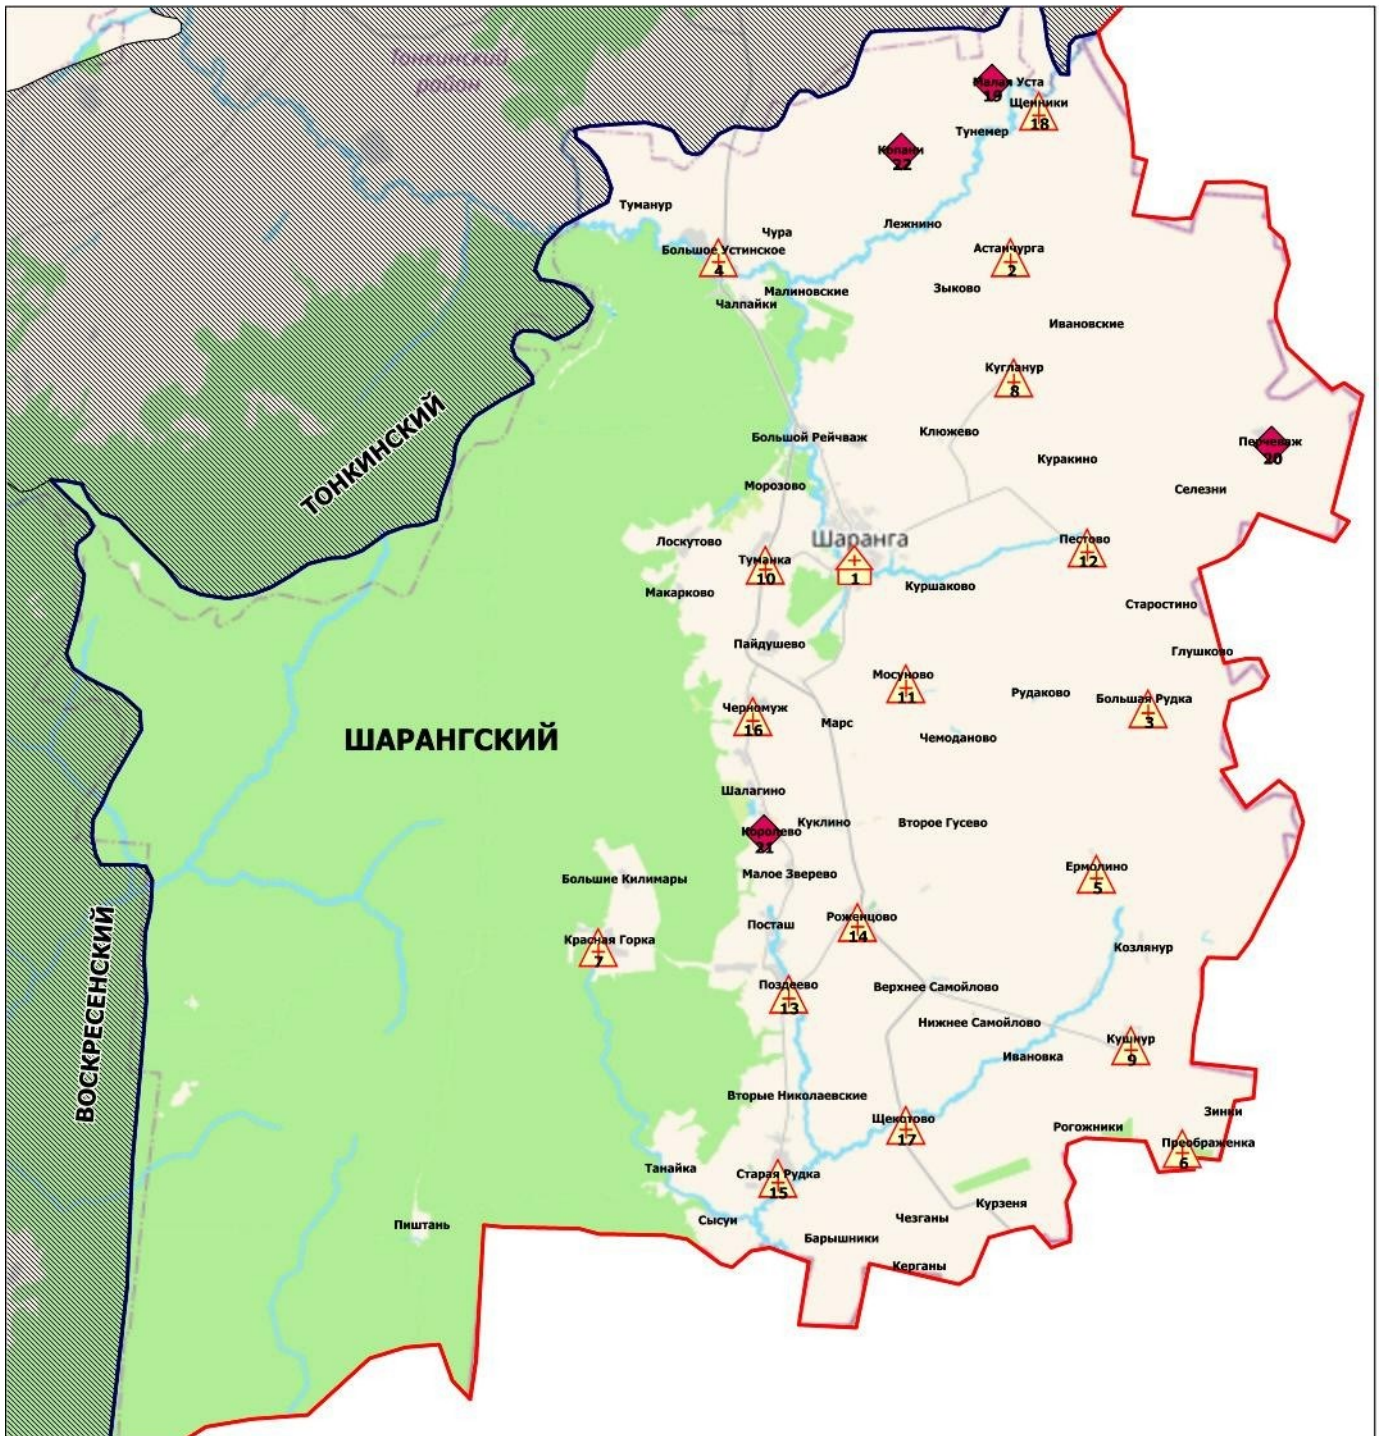 Тонкинский
район
Малая Уста
19
Щенники
18
Тунемер
Копани
22
Туманур
Лежнино
Чура
Большое Устинское
4
Астанчурга
2
Малиновские
Зыково
Чалпайки
Ивановские
Кугланур
8
ТОНКИНСКИЙ
Большой Рейчваж
Клюжево
Перчеваж
20
Куракино
Морозово
Селезни
Лоскутово
Шаранга
1
Пестово
12
Туманка
10
Макарково
Куршаково
Старостино
Пайдушево
Глушково
Мосуново
11
Рудаково
Большая Рудка
3
Черномуж
16
Марс
ШАРАНГСКИЙ
Чемоданово
Шалагино
Куклино
Второе Гусево
Королево
21
Малое Зверево
Ермолино
5
Большие Килимары
Посташ
Роженцово
14
Красная Горка
7
Козлянур
ВОСКРЕСЕНСКИЙ
Поздеево
13
Верхнее Самойлово
Нижнее Самойлово
Кушнур
9
Ивановка
Вторые Николаевские
Щекотово
17
Зинки
Рогожники
Преображенка
6
Танайка
Старая Рудка
15
Курзеня
Пиштань
Сысуи
Чезганы
Барышники
Керганы